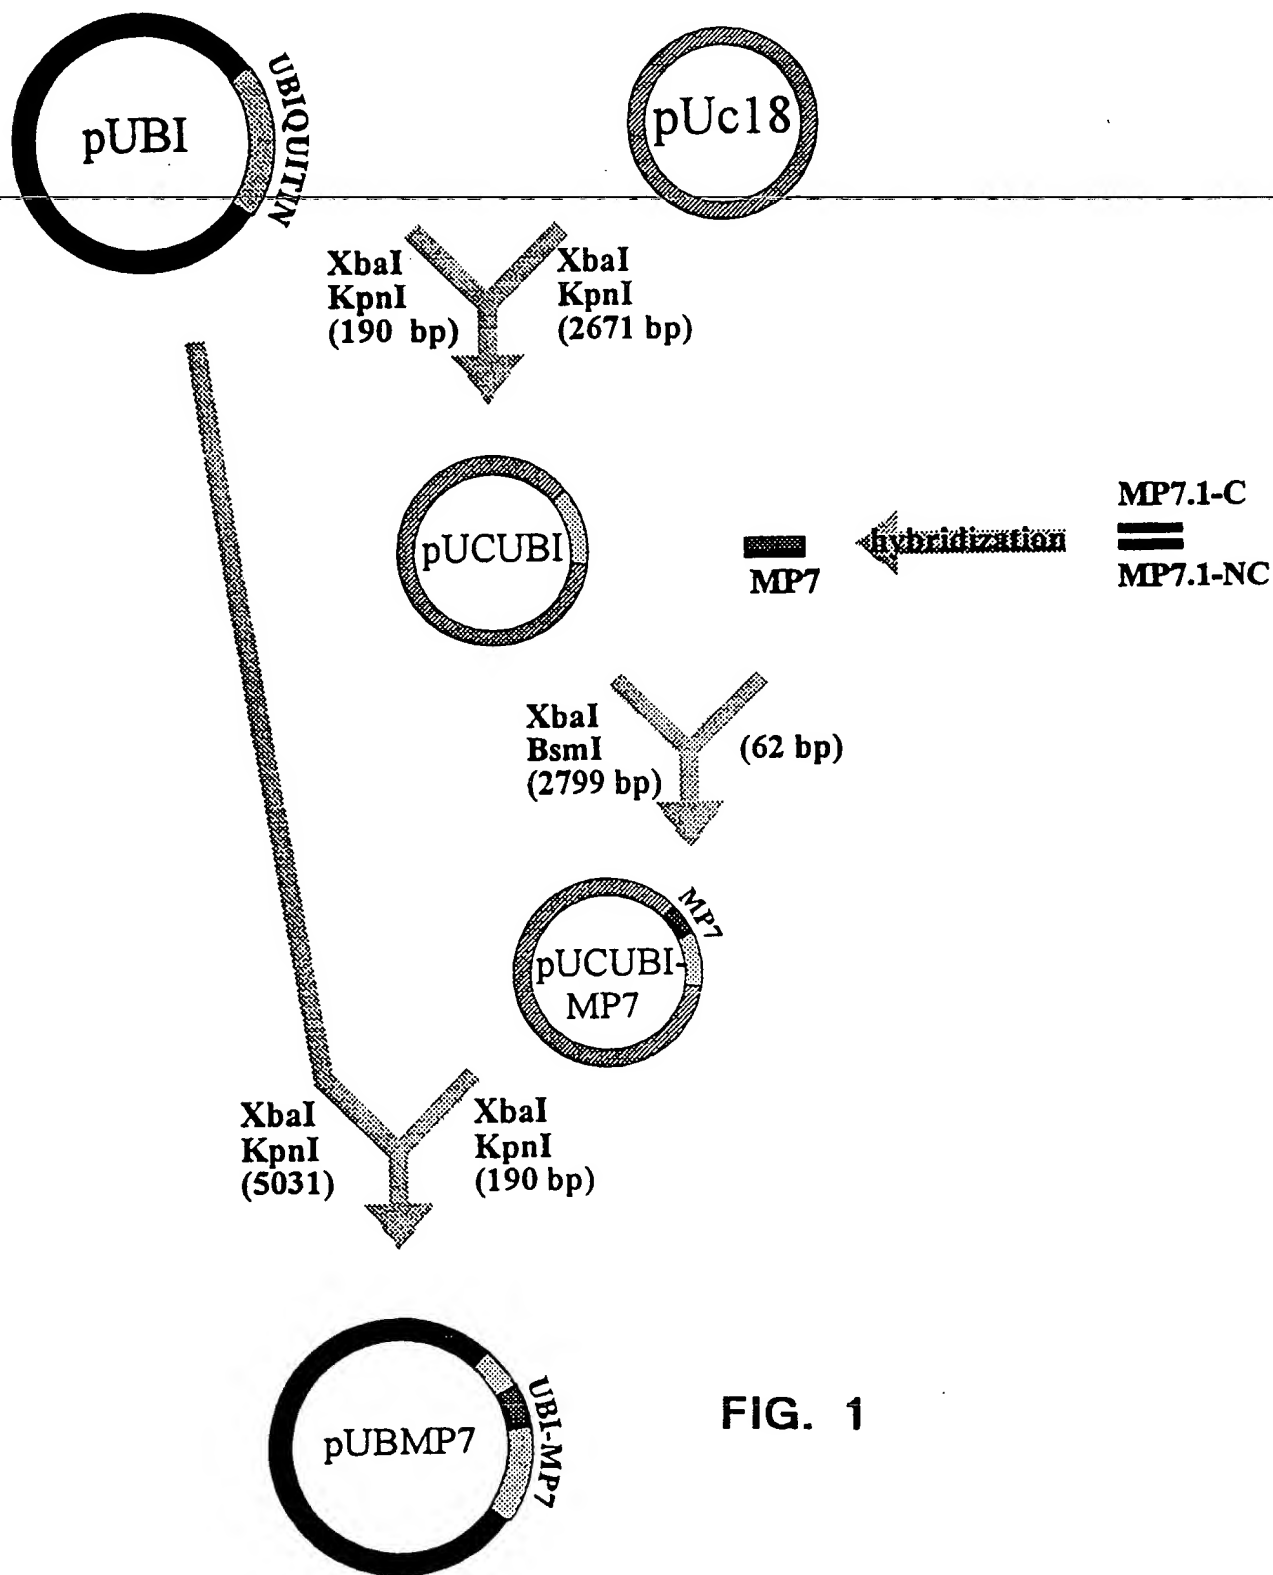 pUBI
UBIQUITIN
pUc18
XbaI
KpnI
(190 bp)
XbaI
KpnI
(2671 bp)
pUCUBI
MP7
hybridization
MP7.1-C
MP7.1-NC
XbaI
BsmI
(2799 bp)
(62 bp)
MP7
pUCUBI-
MP7
XbaI
KpnI
(5031)
XbaI
KpnI
(190 bp)
pUBMP7
UBI-MP7
FIG. 1